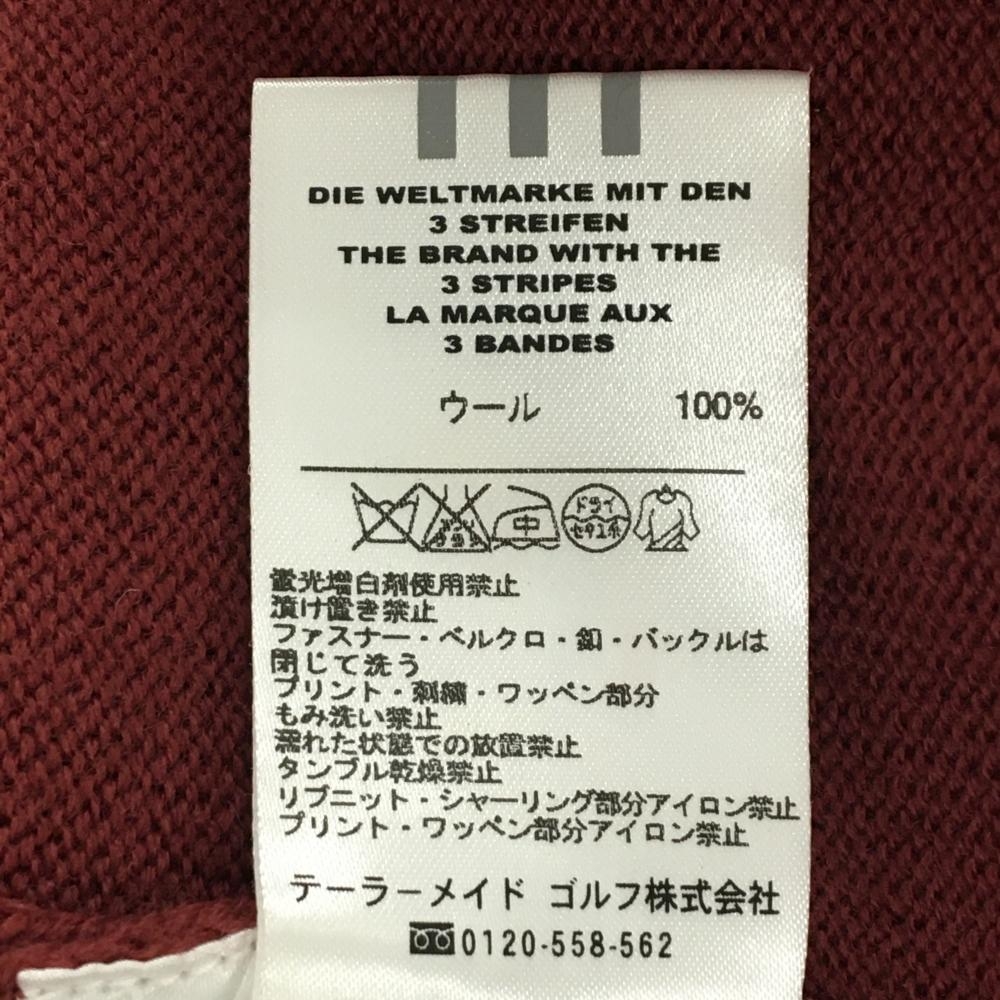 DIE WELTMARKE MIT DEN
3 STREIFEN
THE BRAND WITH THE
3 STRIPES
LA MARQUE AUX
3 BANDES
ウール 100%
中 ドライ
セキユ系
蛍光増白剤使用禁止
漬け置き禁止
ファスナー・ベルクロ・釦・バックルは
閉じて洗う
プリント・刺繍・ワッペン部分
もみ洗い禁止
濡れた状態での放置禁止
タンブル乾燥禁止
リブニット・シャーリング部分アイロン禁止
プリント・ワッペン部分アイロン禁止
テーラーメイド ゴルフ株式会社
0120-558-562